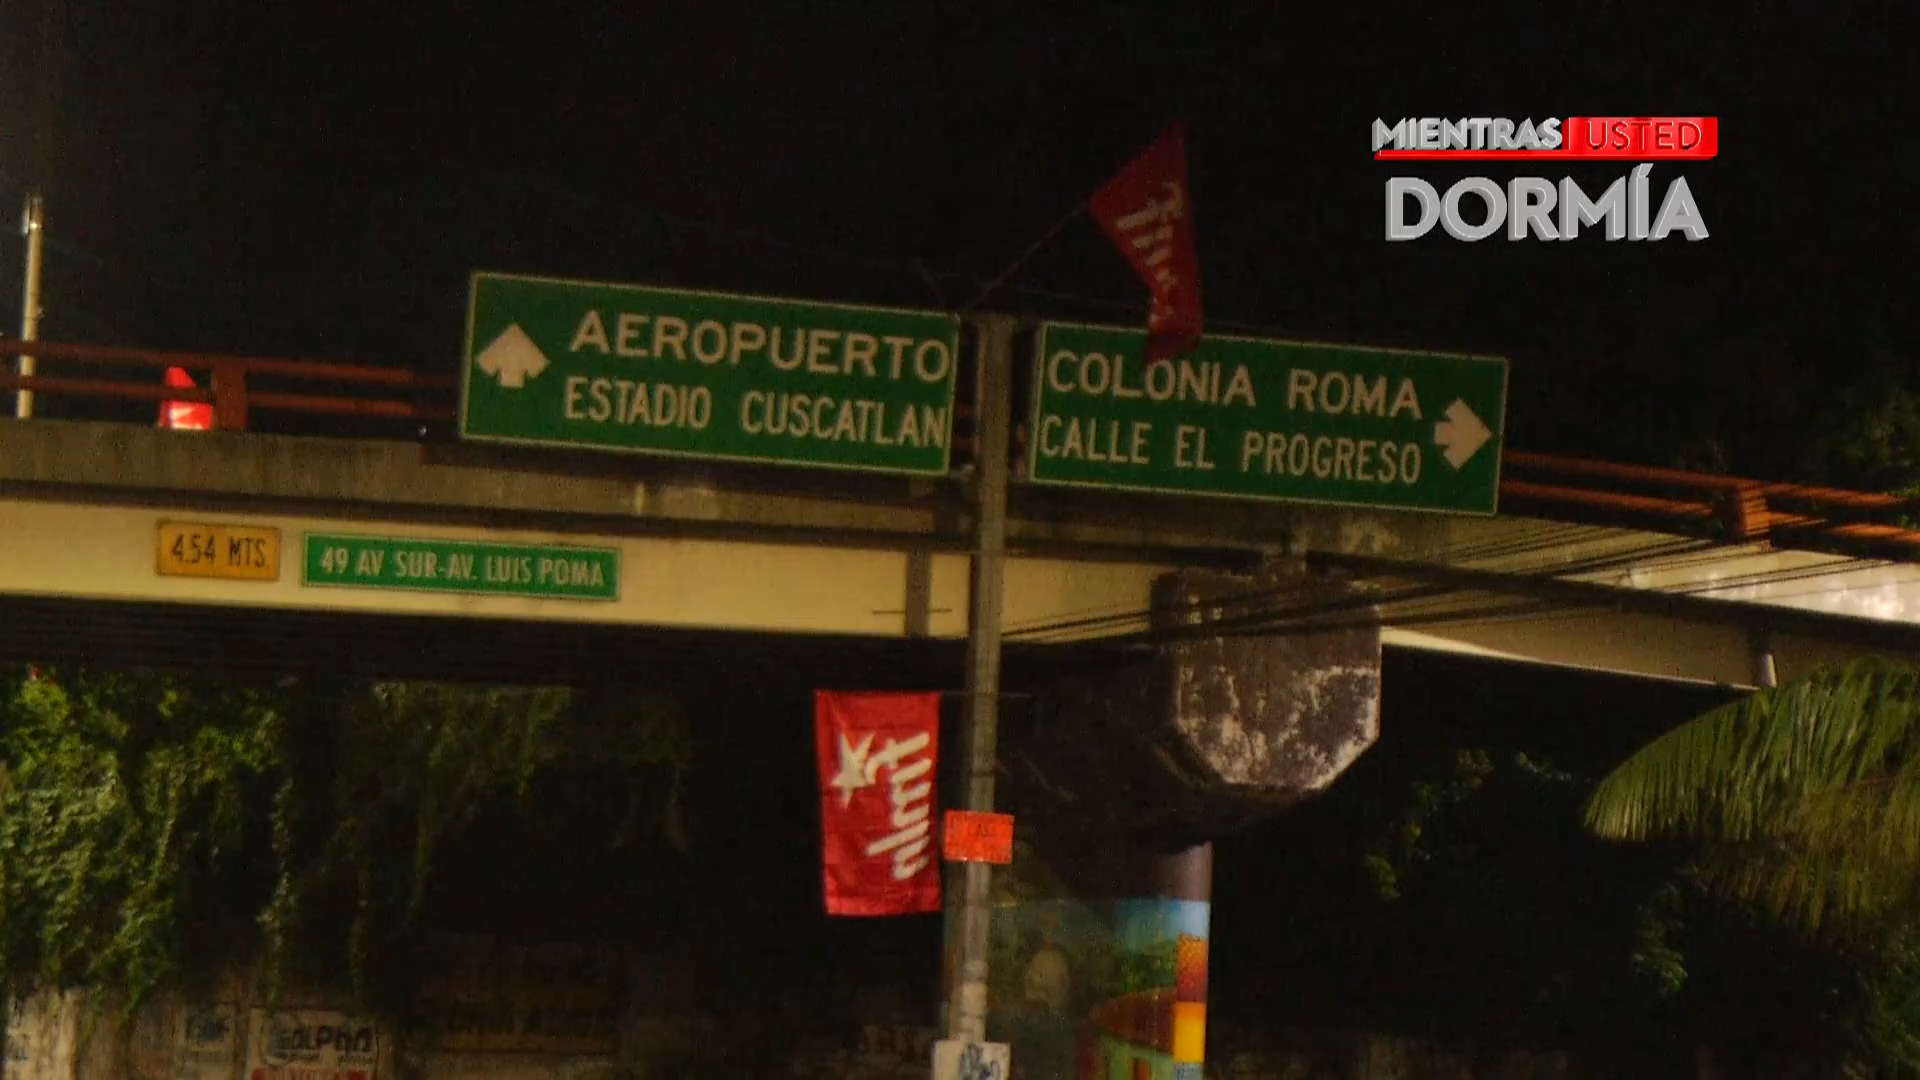 MIENTRAS USTED
DORMÍA
AEROPUERTO
ESTADIO CUSCATLAN
COLONIA ROMA
CALLE EL PROGRESO
4.54 MTS.
49 AV SUR-AV. LUIS POMA
fmln
fmln